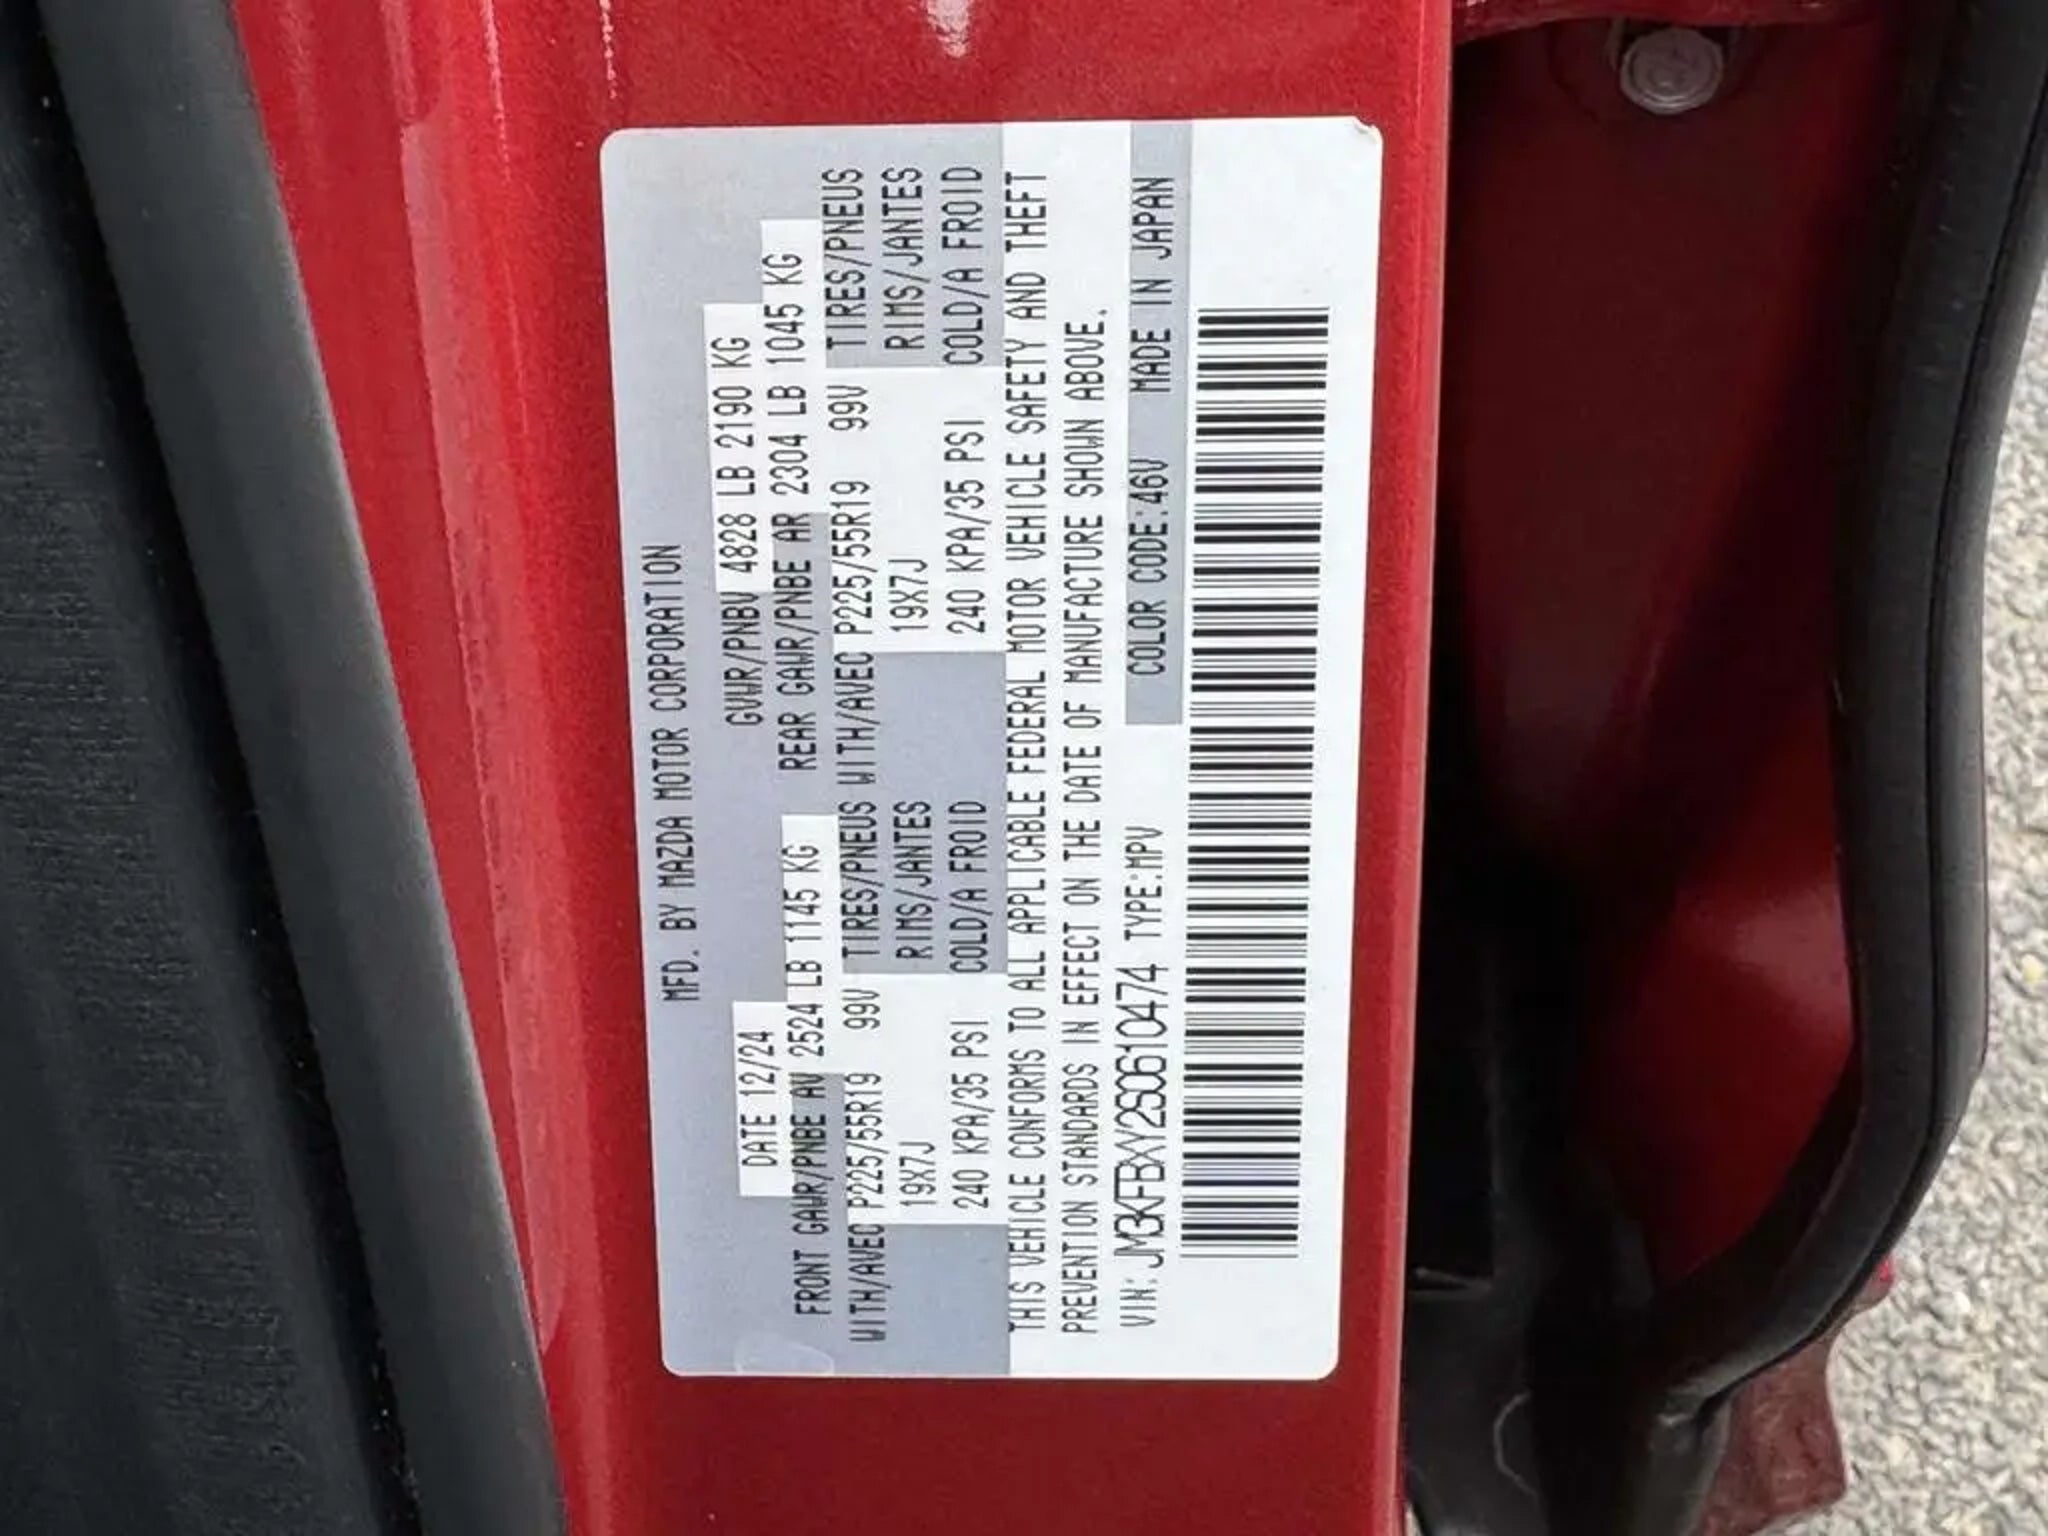 MFD. BY MAZDA MOTOR CORPORATION
DATE 12/24 GVWR/PNBV 4828 LB 2190 KG
FRONT GAWR/PNBE AV 2524 LB 1145 KG REAR GAWR/PNBE AR 2304 LB 1045 KG
WITH/AVEC P225/55R19 99V TIRES/PNEUS WITH/AVEC P225/55R19 99V TIRES/PNEUS
19X7J RIMS/JANTES 19X7J RIMS/JANTES
240 KPA/35 PSI COLD/A FROID 240 KPA/35 PSI COLD/A FROID
THIS VEHICLE CONFORMS TO ALL APPLICABLE FEDERAL MOTOR VEHICLE SAFETY AND THEFT
PREVENTION STANDARDS IN EFFECT ON THE DATE OF MANUFACTURE SHOWN ABOVE.
VIN: JM3KFBXY2S0610474 TYPE:MPV COLOR CODE:46V MADE IN JAPAN